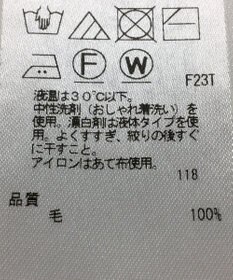 F
W
F23T
液温は30℃以下。
中性洗剤(おしゃれ着洗い)を
使用。漂白剤は液体タイプを使
用。よくすすぎ、絞りの後すぐ
に干すこと。
アイロンはあて布使用。
118
品質
毛 100%